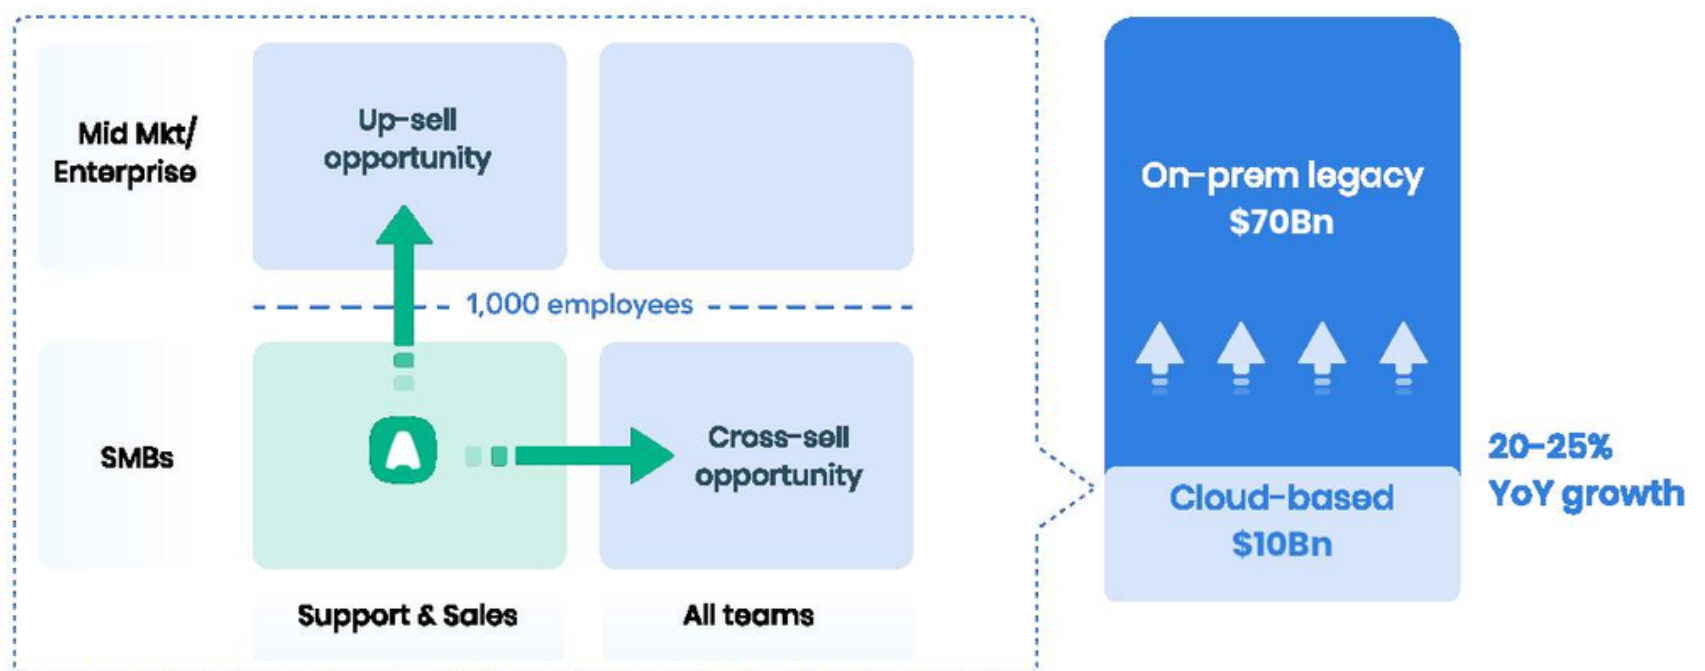 Mid Mkt/
Enterprise
Up-sell
opportunity
1,000 employees
SMBs
Cross-sell
opportunity
Support & Sales
All teams
On-prem legacy
$70Bn
Cloud-based
$10Bn
20-25%
YoY growth